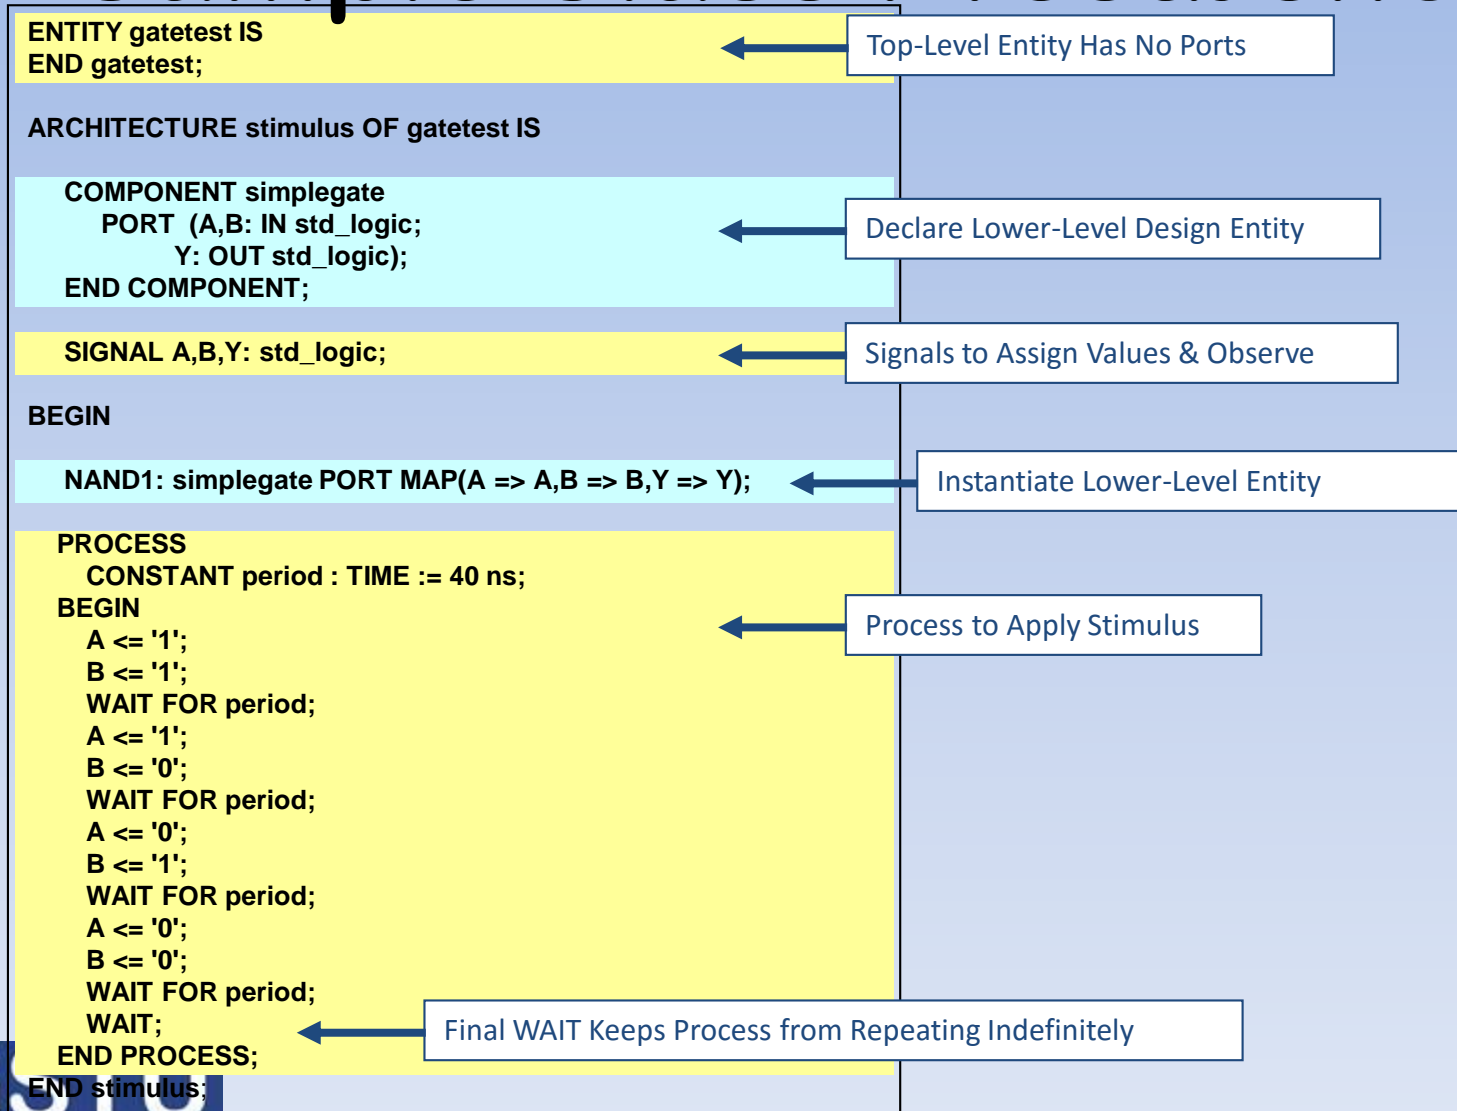 ENTITY gatetest IS
END gatetest;
Top-Level Entity Has No Ports
ARCHITECTURE stimulus OF gatetest IS
COMPONENT simplegate
PORT (A,B: IN std_logic;
Y: OUT std_logic);
END COMPONENT;
Declare Lower-Level Design Entity
SIGNAL A,B,Y: std_logic;
Signals to Assign Values & Observe
BEGIN
NAND1: simplegate PORT MAP(A => A,B => B,Y => Y);
Instantiate Lower-Level Entity
PROCESS
CONSTANT period : TIME := 40 ns;
BEGIN
A <= '1';
B <= '1';
WAIT FOR period;
A <= '1';
B <= '0';
WAIT FOR period;
A <= '0';
B <= '1';
WAIT FOR period;
A <= '0';
B <= '0';
WAIT FOR period;
WAIT;
END PROCESS;
END stimulus;
Process to Apply Stimulus
Final WAIT Keeps Process from Repeating Indefinitely